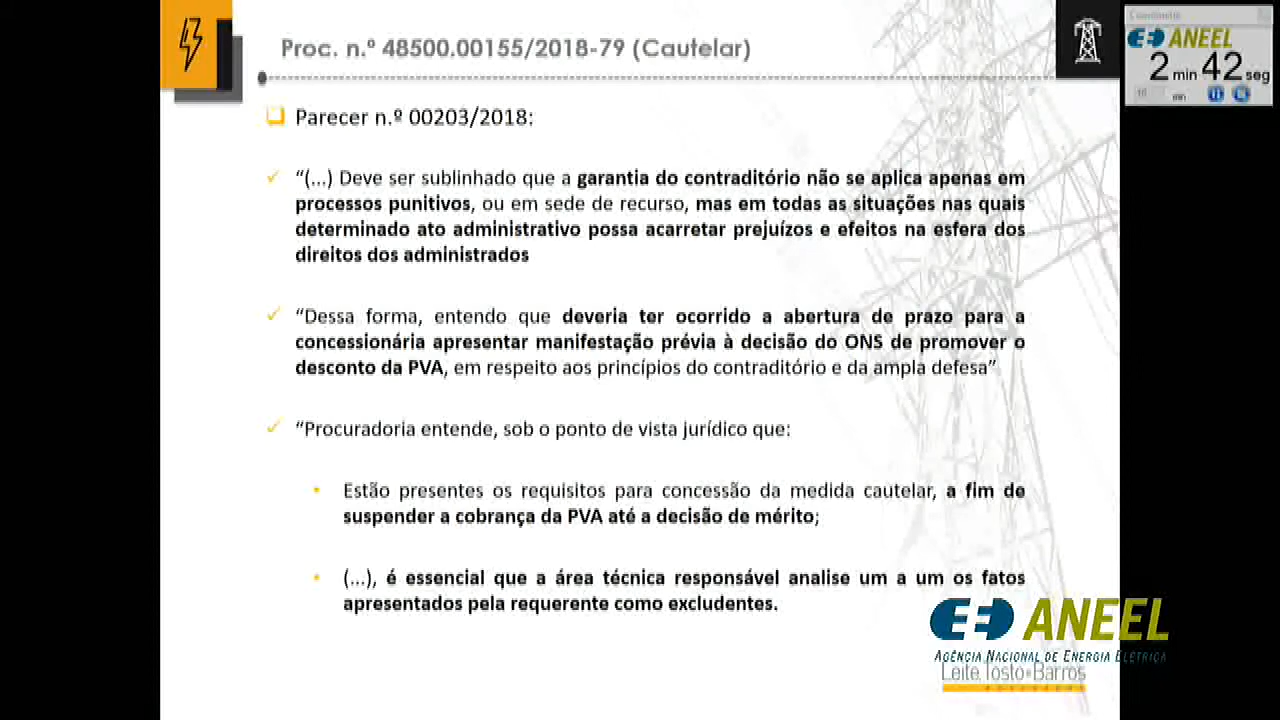 Proc. n.º 48500.00155/2018-79 (Cautelar)
ANEEL
2 min 42 seg
min
Parecer n.º 00203/2018:
“(...) Deve ser sublinhado que a garantia do contraditório não se aplica apenas em
processos punitivos, ou em sede de recurso, mas em todas as situações nas quais
determinado ato administrativo possa acarretar prejuízos e efeitos na esfera dos
direitos dos administrados
“Dessa forma, entendo que deveria ter ocorrido a abertura de prazo para a
concessionária apresentar manifestação prévia à decisão do ONS de promover o
desconto da PVA, em respeito aos princípios do contraditório e da ampla defesa”
“Procuradoria entende, sob o ponto de vista jurídico que:
Estão presentes os requisitos para concessão da medida cautelar, a fim de
suspender a cobrança da PVA até a decisão de mérito;
(...), é essencial que a área técnica responsável analise um a um os fatos
apresentados pela requerente como excludentes.
ANEEL
AGÊNCIA NACIONAL DE ENERGIA ELÉTRICA
Leite, Tosto e Barros